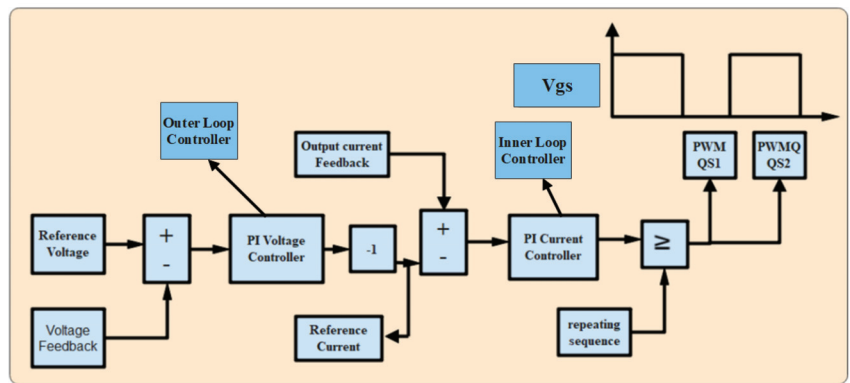 Vgs
Outer Loop
Controller
Output current
Feedback
Inner Loop
Controller
PWM
QS1
PWMQ
QS2
Reference
Voltage
+
-
PI Voltage
Controller
-1
+
-
PI Current
Controller
≥
Voltage
Feedback
Reference
Current
repeating
sequence